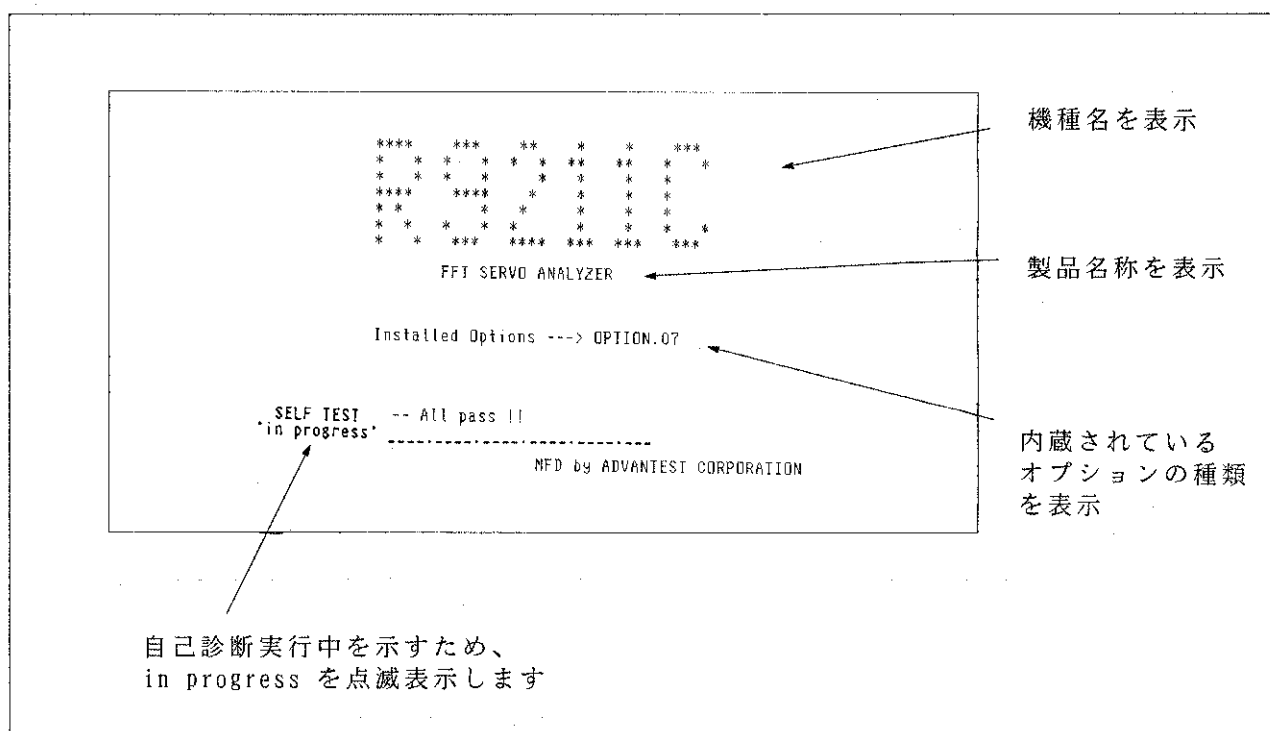 R9211C
機種名を表示
FFT SERVO ANALYZER
製品名称を表示
Installed Options ---> OPTION.07
内蔵されている
オプションの種類
を表示
SELF TEST -- All pass !!
"in progress"
MFD by ADVANTEST CORPORATION
自己診断実行中を示すため、
in progress を点滅表示します